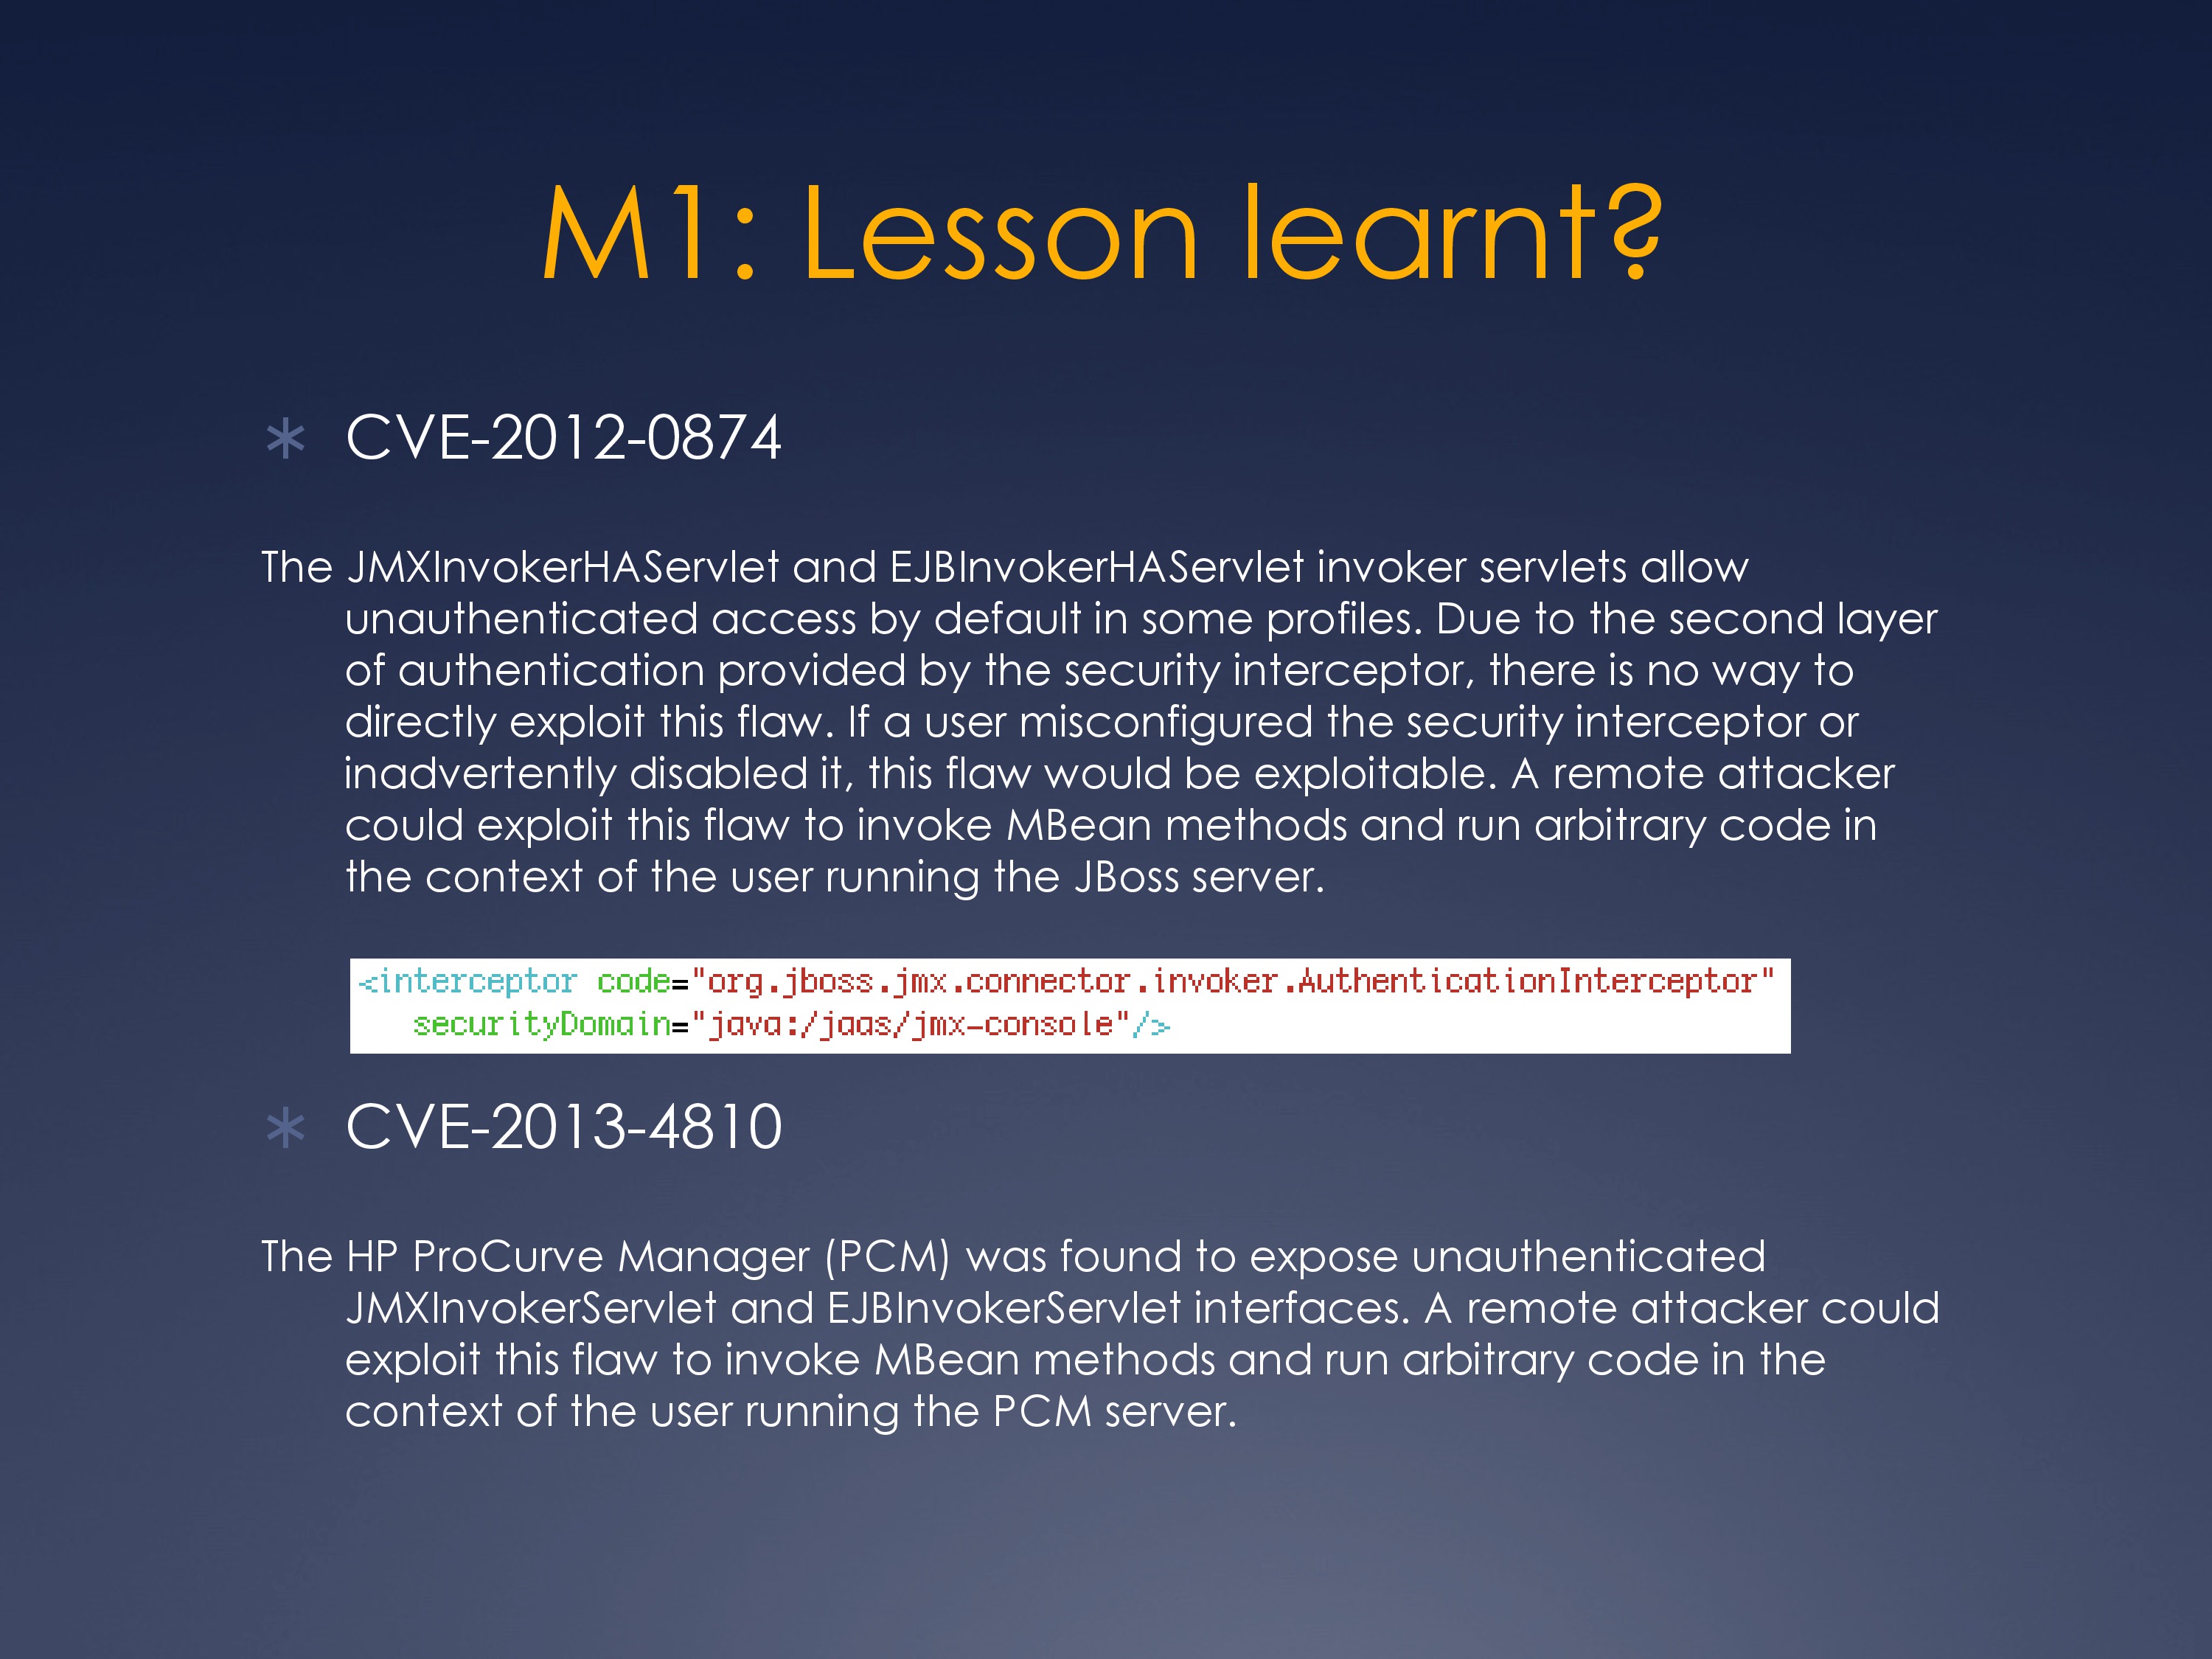 M1: Lesson learnt?
* CVE-2012-0874
The JMXInvokerHAServlet and EJBInvokerHAServlet invoker servlets allow
unauthenticated access by default in some profiles. Due to the second layer
of authentication provided by the security interceptor, there is no way to
directly exploit this flaw. If a user misconfigured the security interceptor or
inadvertently disabled it, this flaw would be exploitable. A remote attacker
could exploit this flaw to invoke MBean methods and run arbitrary code in
the context of the user running the JBoss server.
<interceptor code="org.jboss.jmx.connector.invoker.AuthenticationInterceptor"
securityDomain="java:/jaas/jmx-console"/>
* CVE-2013-4810
The HP ProCurve Manager (PCM) was found to expose unauthenticated
JMXInvokerServlet and EJBInvokerServlet interfaces. A remote attacker could
exploit this flaw to invoke MBean methods and run arbitrary code in the
context of the user running the PCM server.